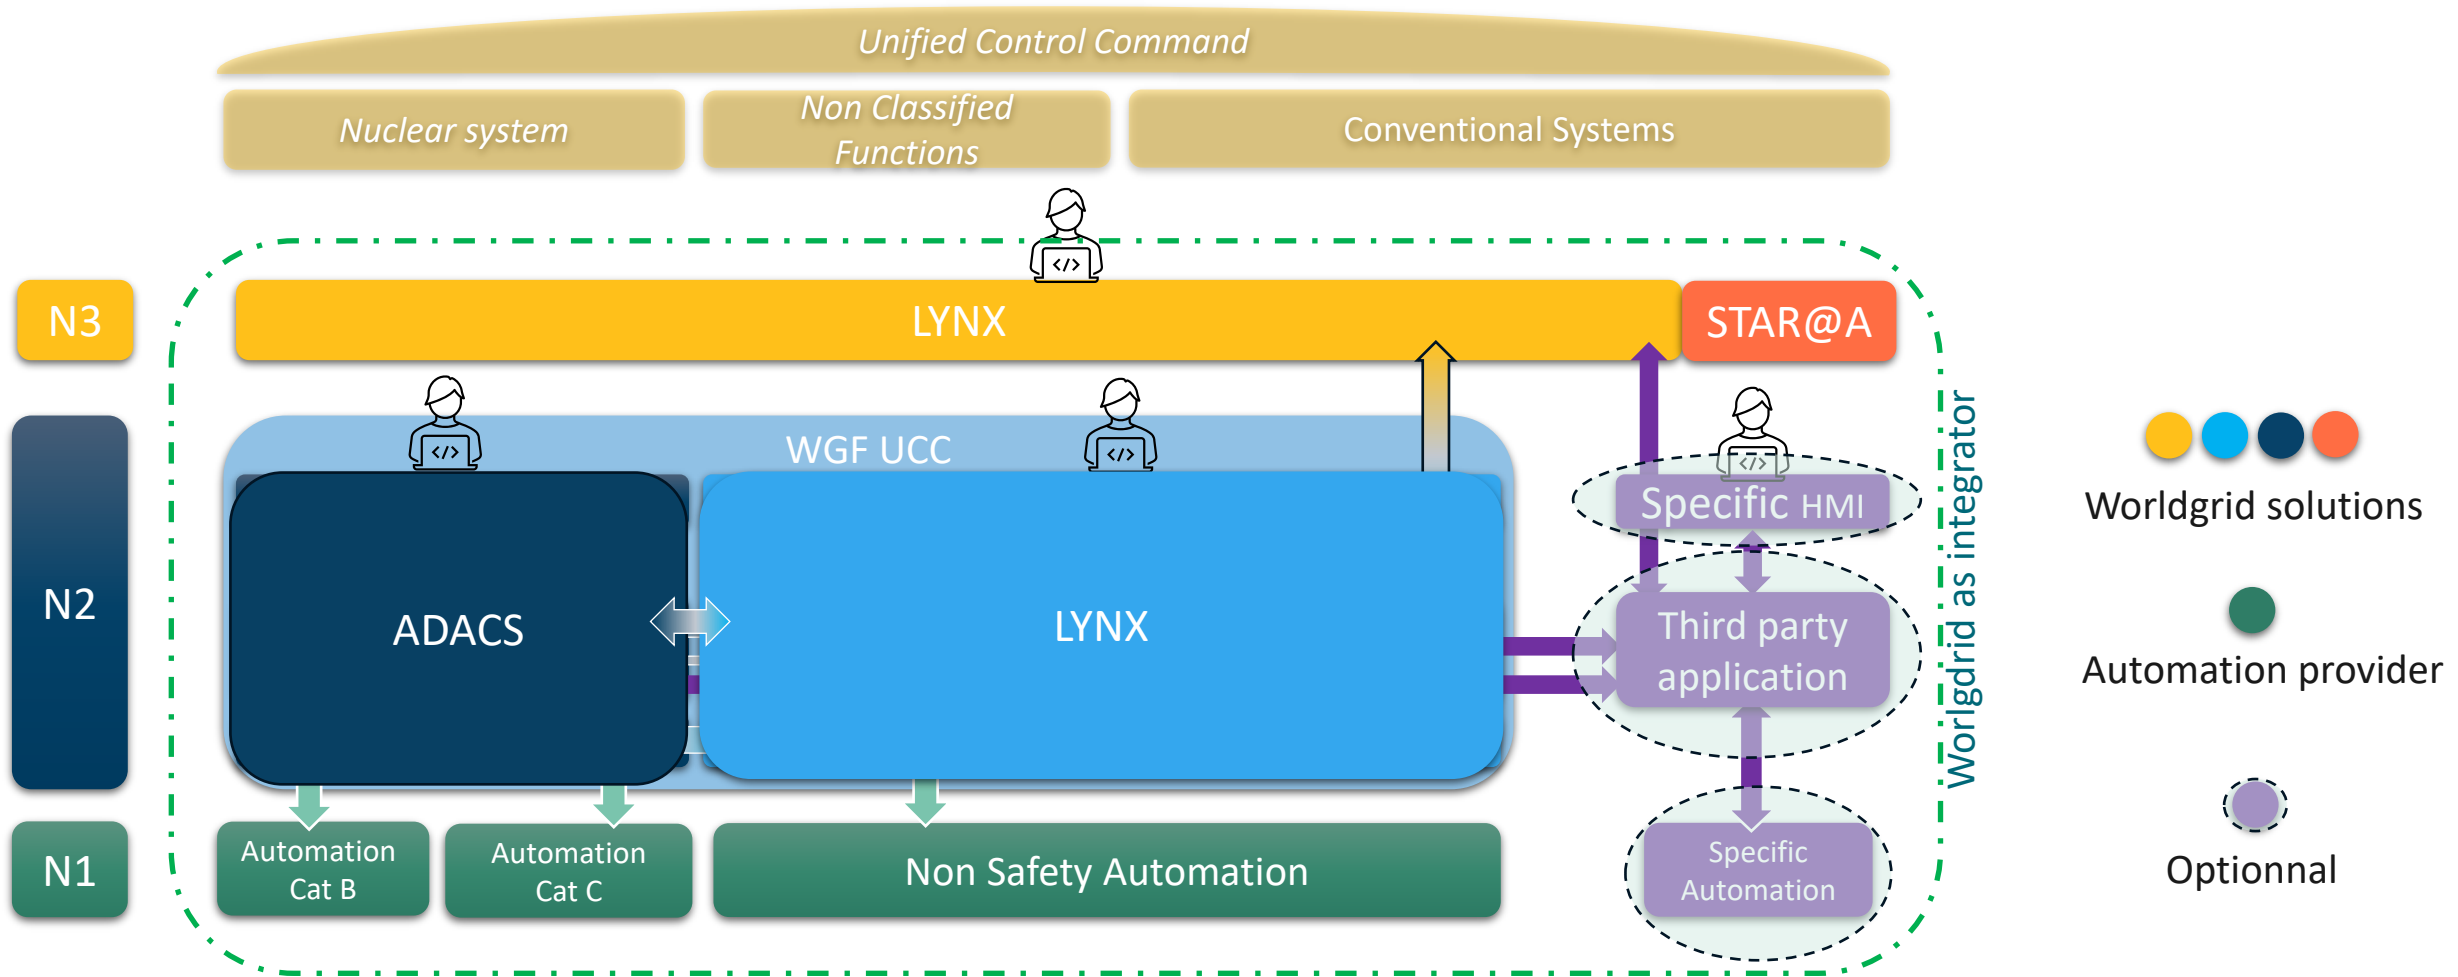 Unified Control Command
Nuclear system
Non Classified
Functions
Conventional Systems
N3
LYNX
STAR@A
N2
WGF UCC
ADACS
LYNX
Specific HMI
Third party
application
N1
Automation
Cat B
Automation
Cat C
Non Safety Automation
Specific
Automation
Worlgdrid as integrator
Worldgrid solutions
Automation provider
Optionnal